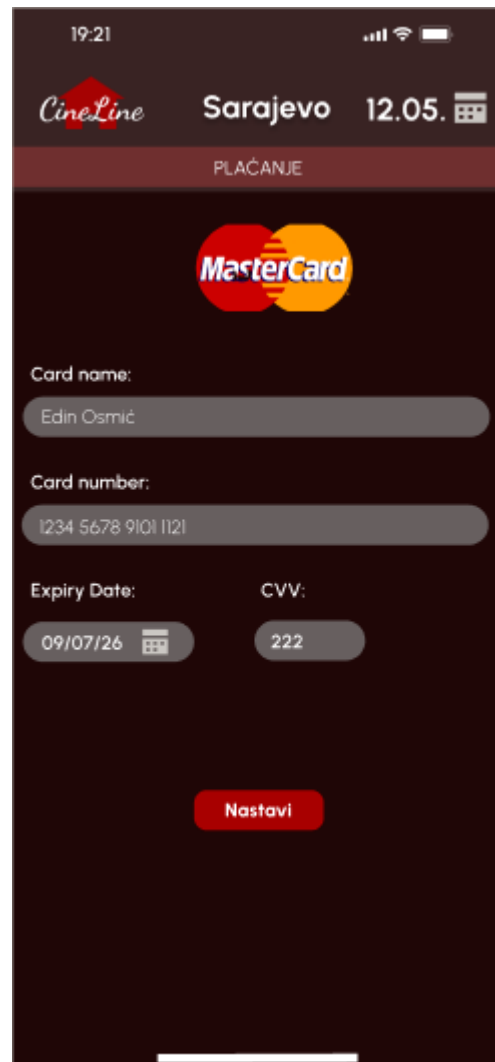 19:21
CineLine Sarajevo 12.05.
PLAĆANJE
MasterCard
Card name:
Edin Osmić
Card number:
1234 5678 9101 1121
Expiry Date: CVV:
09/07/26 222
Nastavi